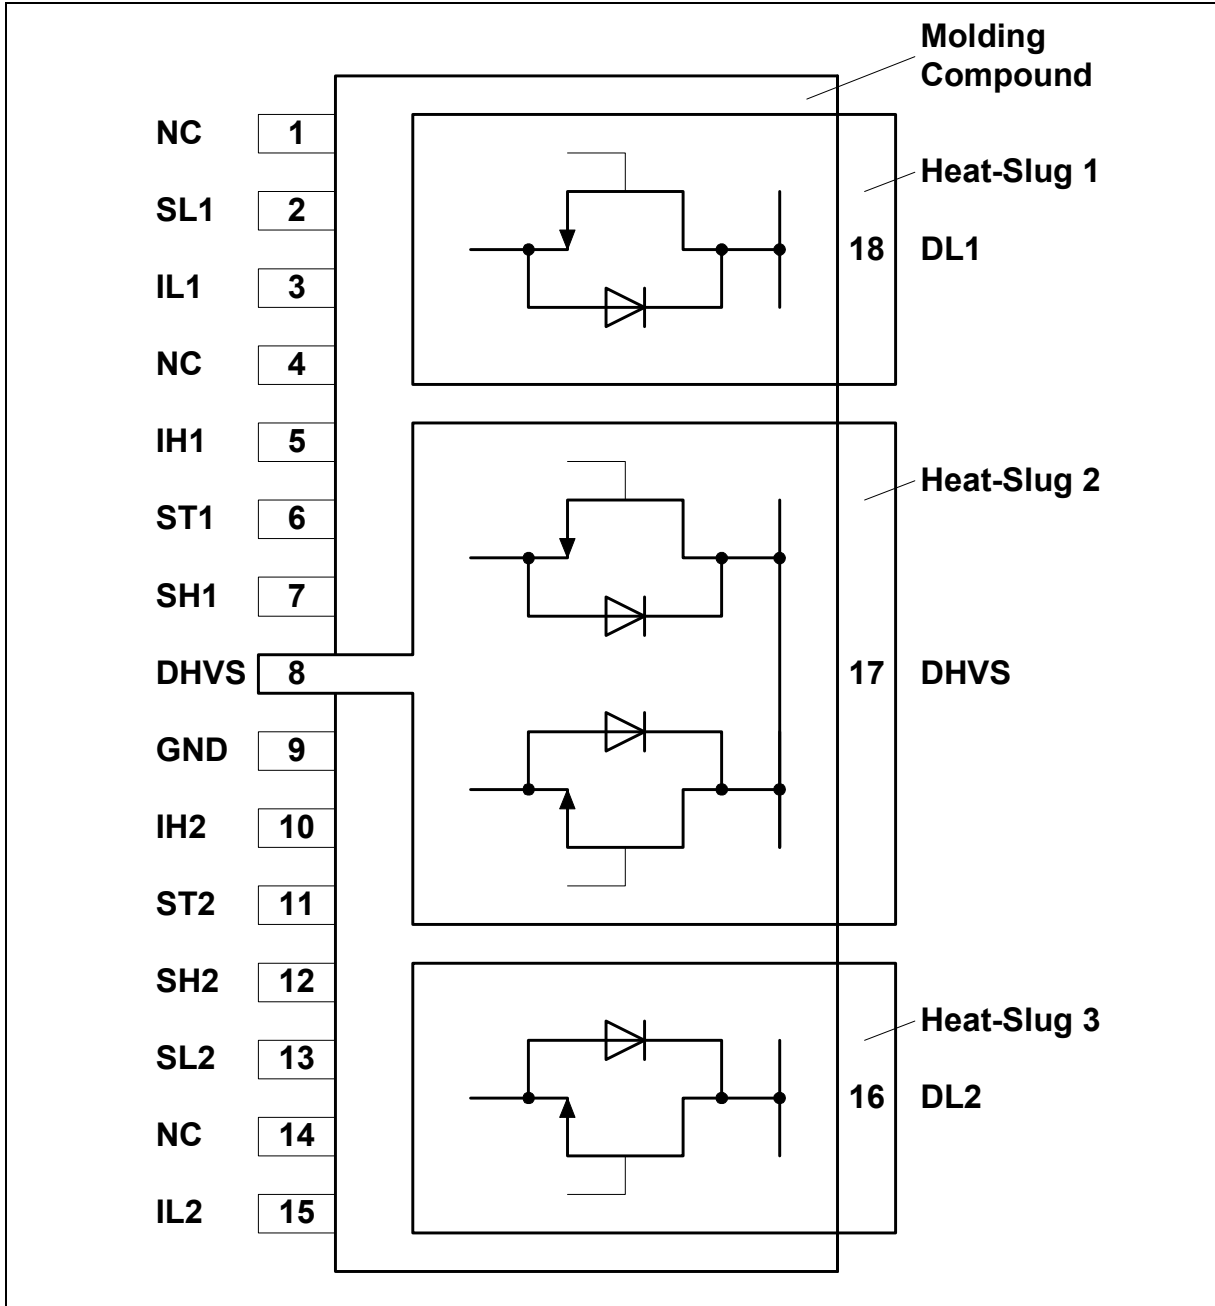 Molding
Compound
NC 1
SL1 2
Heat-Slug 1
IL1 3
18 DL1
NC 4
IH1 5
ST1 6
Heat-Slug 2
SH1 7
DHVS 8
17 DHVS
GND 9
IH2 10
ST2 11
SH2 12
SL2 13
Heat-Slug 3
16 DL2
NC 14
IL2 15